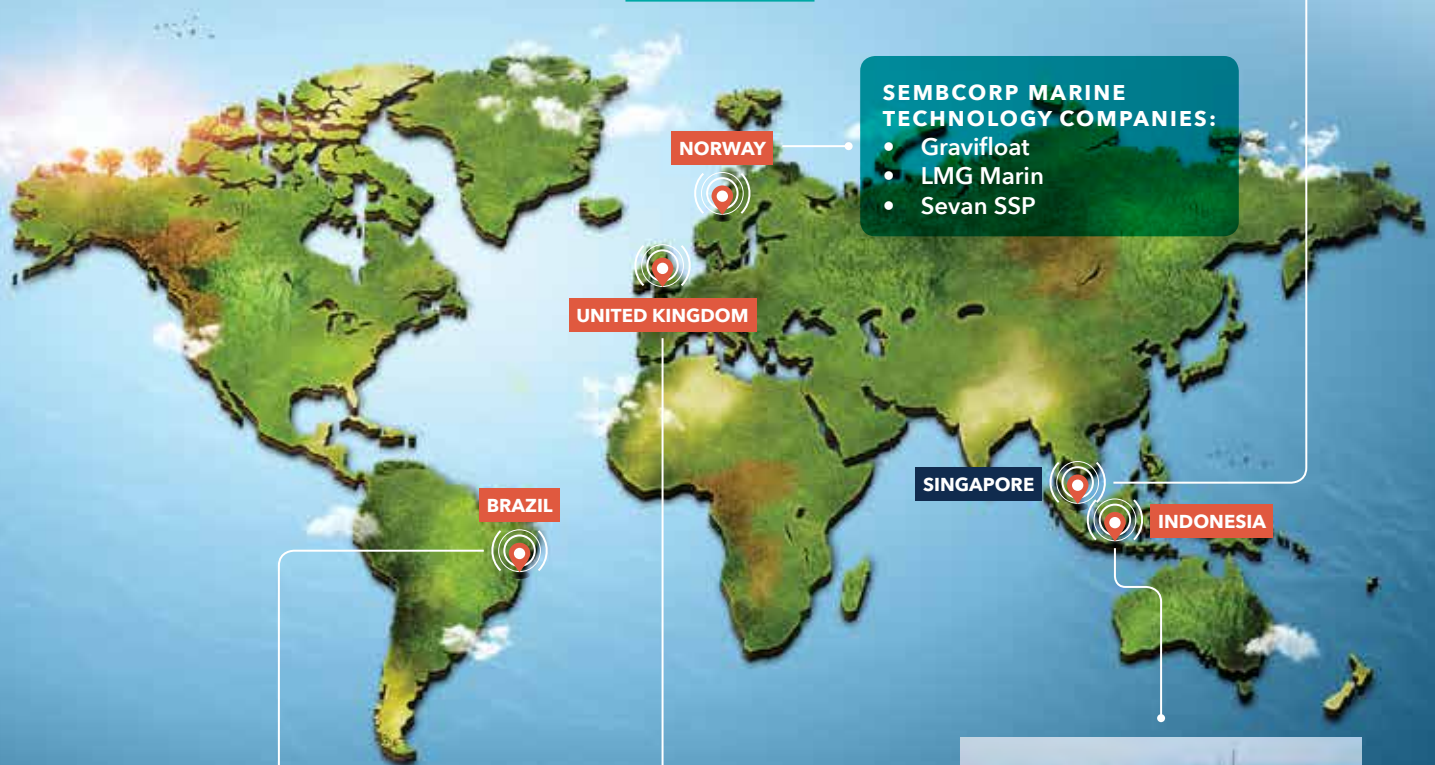 SEMBCORP MARINE
TECHNOLOGY COMPANIES:
• Gravifloat
• LMG Marin
• Sevan SSP
NORWAY
UNITED KINGDOM
SINGAPORE
BRAZIL
INDONESIA